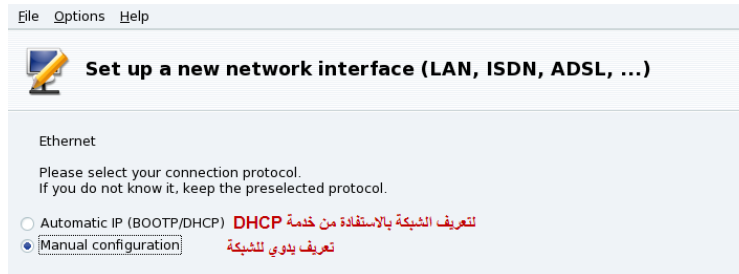 File Options Help
Set up a new network interface (LAN, ISDN, ADSL, ...)
Ethernet
Please select your connection protocol.
If you do not know it, keep the preselected protocol.
Automatic IP (BOOTP/DHCP) لتعريف الشبكة بالاستفادة من خدمة DHCP
Manual configuration تعريف يدوي للشبكة